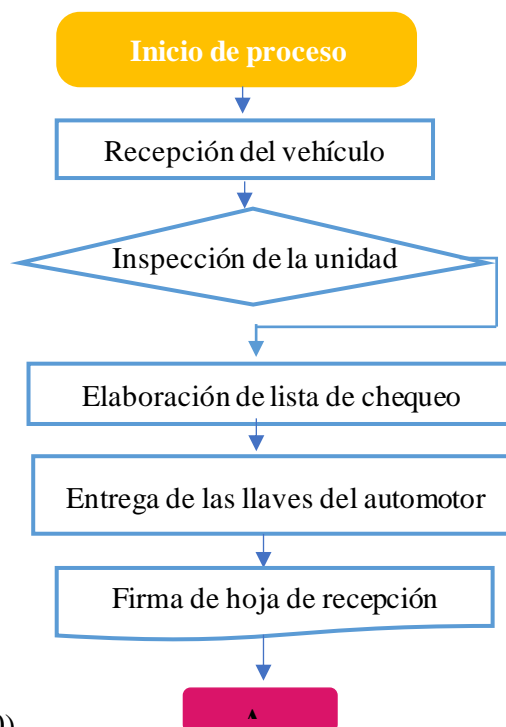 Inicio de proceso
Recepción del vehículo
Inspección de la unidad
Elaboración de lista de chequeo
Entrega de las llaves del automotor
Firma de hoja de recepción
A